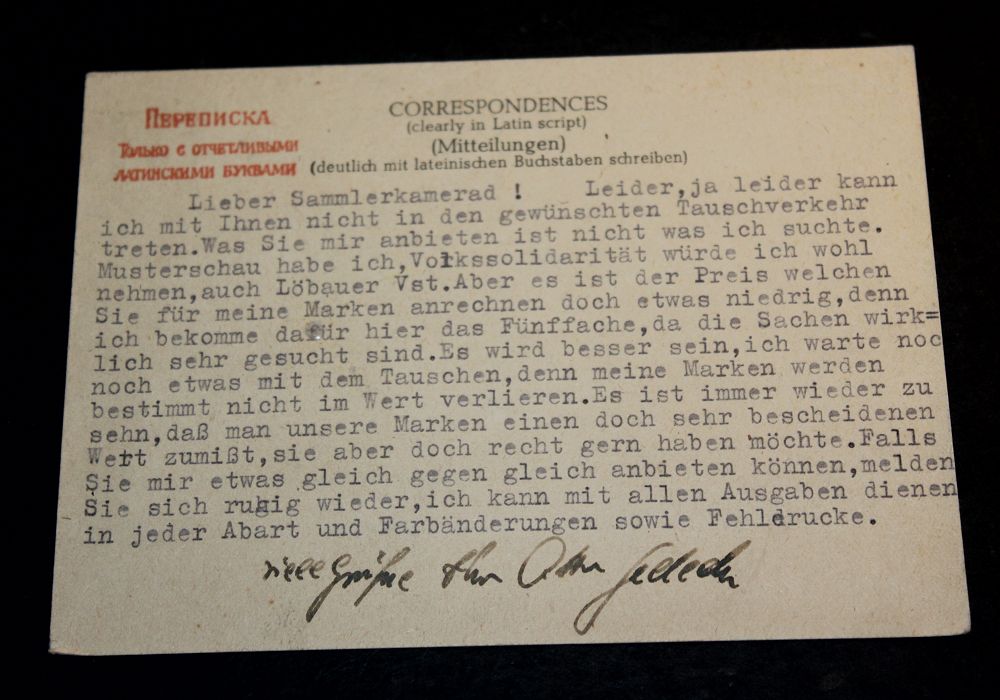 Переписка
Только с отчетливыми
латинскими буквами
CORRESPONDENCES
(clearly in Latin script)
(Mitteilungen)
(deutlich mit lateinischen Buchstaben schreiben)
Lieber Sammlerkamerad ! Leider,ja leider kann
ich mit Ihnen nicht in den gewünschten Tauschverkehr
treten.Was Sie mir anbieten ist nicht was ich suchte.
Musterschau habe ich,Volkssolidarität würde ich wohl
nehmen,auch Löbauer Vst.Aber es ist der Preis welchen
Sie für meine Marken anrechnen doch etwas niedrig,denn
ich bekomme dafür hier das Fünffache,da die Sachen wirk=
lich sehr gesucht sind.Es wird besser sein,ich warte noc
noch etwas mit dem Tauschen,denn meine Marken werden
bestimmt nicht im Wert verlieren.Es ist immer wieder zu
sehn,daß man unsere Marken einen doch sehr bescheidenen
Wert zumißt,sie aber doch recht gern haben möchte.Falls
Sie mir etwas gleich gegen gleich anbieten können,melden
Sie sich ruhig wieder,ich kann mit allen Ausgaben dienen
in jeder Abart und Farbänderungen sowie Fehldrucke.
viele Grüße Ihr Otto